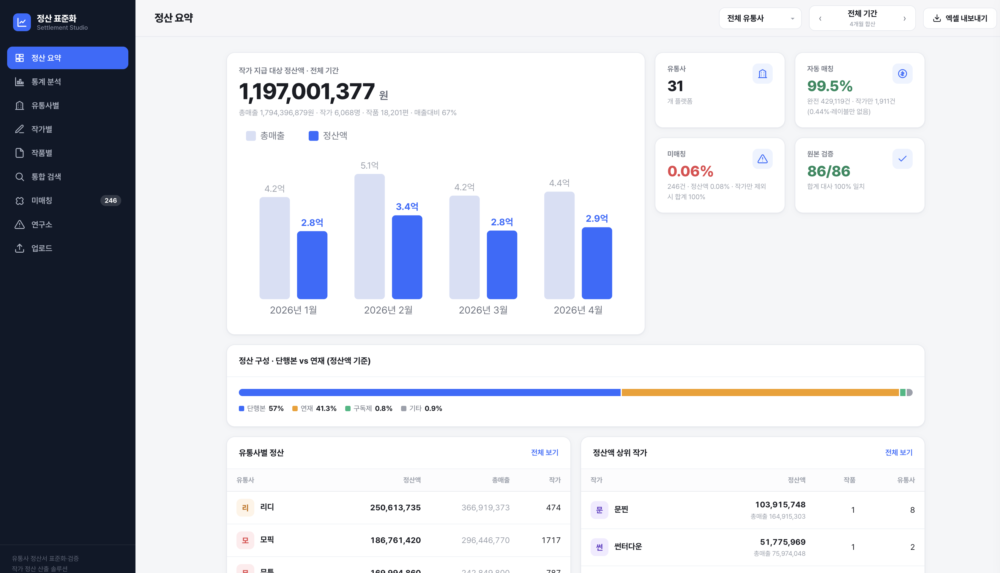 정산 표준화
Settlement Studio
정산 요약
통계 분석
유통사별
작가별
작품별
통합 검색
미매칭 246
연구소
업로드
유통사 정산서 표준화·검증
작가 정산 산출 솔루션
정산 요약
전체 유통사
전체 기간
4개월 합산
엑셀 내보내기
작가 지급 대상 정산액 · 전체 기간
1,197,001,377 원
총매출 1,794,396,879원 · 작가 6,068명 · 작품 18,201편 · 매출대비 67%
총매출 정산액
4.2억 2.8억 5.1억 3.4억 4.2억 2.8억 4.4억 2.9억
2026년 1월 2026년 2월 2026년 3월 2026년 4월
유통사
31
개 플랫폼
자동 매칭
99.5%
완전 429,119건 · 작가만 1,911건
(0.44%·레이블만 없음)
미매칭
0.06%
246건 · 정산액 0.08% · 작가만 제외
시 합계 100%
원본 검증
86/86
합계 대사 100% 일치
정산 구성 · 단행본 vs 연재 (정산액 기준)
단행본 57% 연재 41.3% 구독제 0.8% 기타 0.9%
유통사별 정산 전체 보기
유통사 정산액 총매출 작가
리 리디 250,613,735 366,919,373 474
모 모픽 186,761,420 296,446,770 1717
169,994,860 242,849,800 787
정산액 상위 작가 전체 보기
작가 정산액 작품 유통사
문 문찐 103,915,748 1 8
총매출 164,915,303
썬 썬터다운 51,775,969 1 2
총매출 75,974,048